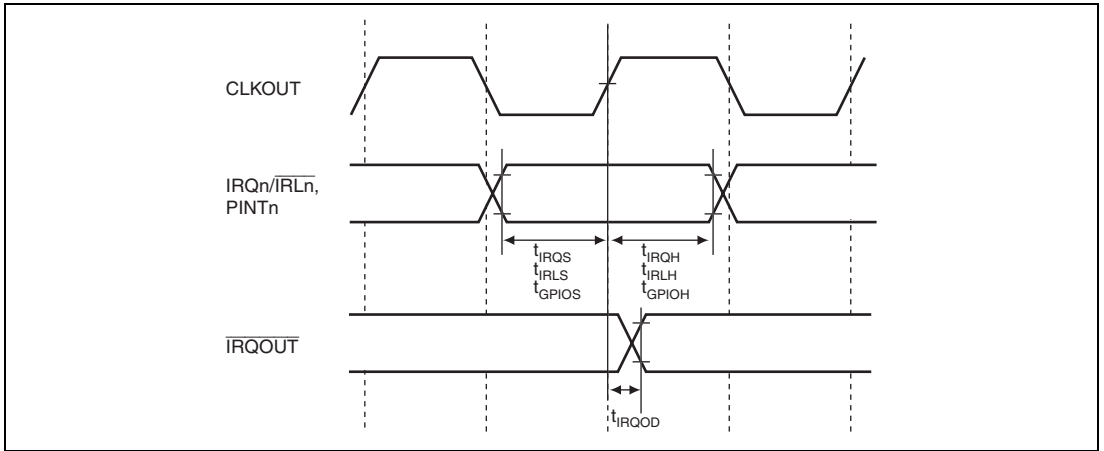 CLKOUT
IRQn/IRLn,
PINTn
tIRQS
tIRLS
tGPIOS
tIRQH
tIRLH
tGPIOH
IRQOUT
tIRQOD